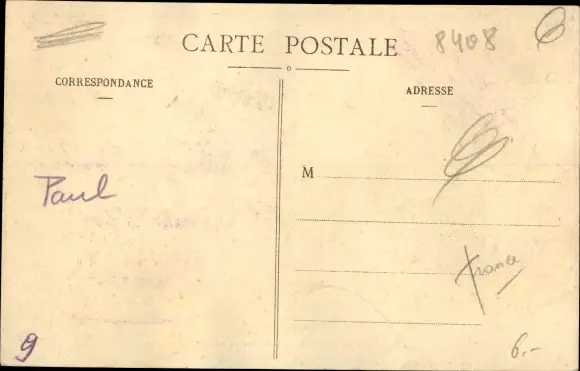 CARTE POSTALE
8408
CORRESPONDANCE
ADRESSE
M
Paul
France
9
6.-